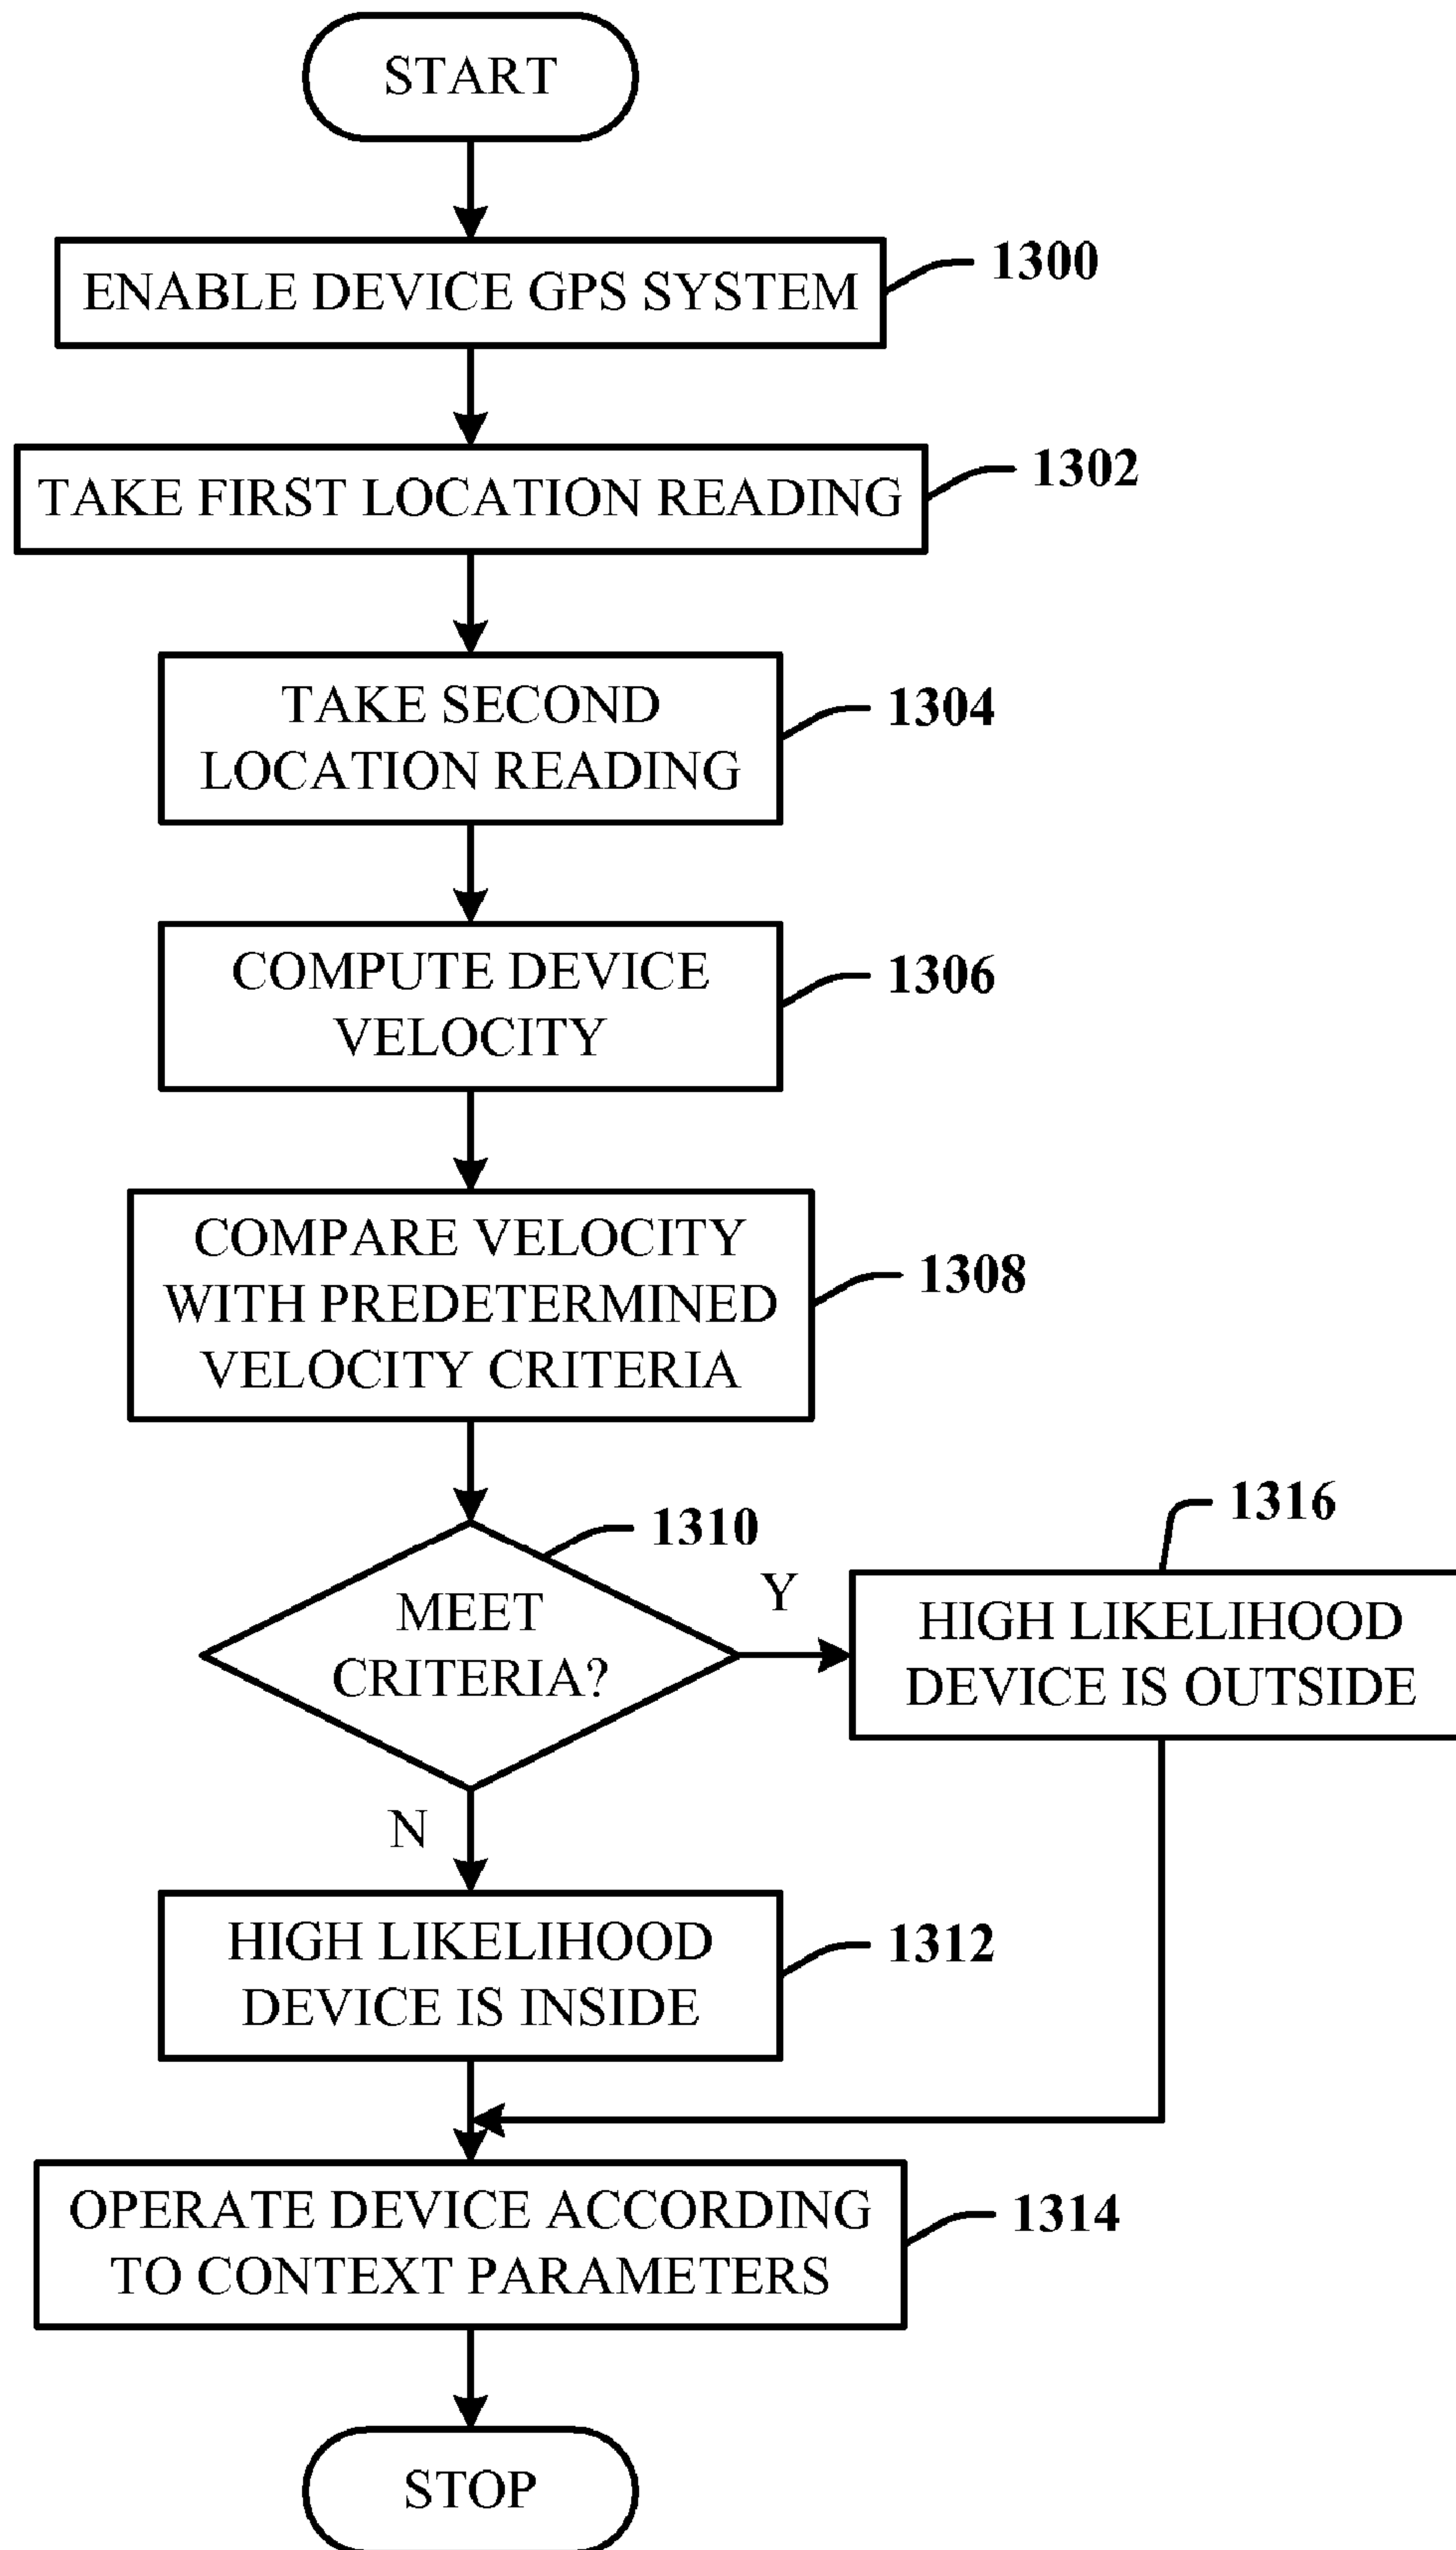 START
ENABLE DEVICE GPS SYSTEM
1300
TAKE FIRST LOCATION READING
1302
TAKE SECOND
LOCATION READING
1304
COMPUTE DEVICE
VELOCITY
1306
COMPARE VELOCITY
WITH PREDETERMINED
VELOCITY CRITERIA
1308
MEET
CRITERIA?
1310
Y
1316
HIGH LIKELIHOOD
DEVICE IS OUTSIDE
N
HIGH LIKELIHOOD
DEVICE IS INSIDE
1312
OPERATE DEVICE ACCORDING
TO CONTEXT PARAMETERS
1314
STOP